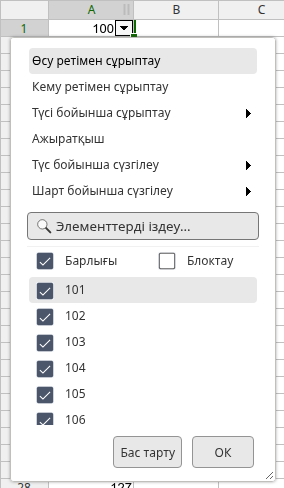 A B C
1 100
Өсу ретімен сұрыптау
Кему ретімен сұрыптау
Түсі бойынша сұрыптау
Ажыратқыш
Түс бойынша сүзгілеу
Шарт бойынша сүзгілеу
Элементтерді іздеу...
Барлығы Блоктау
101
102
103
104
105
106
Бас тарту ОК
28 127